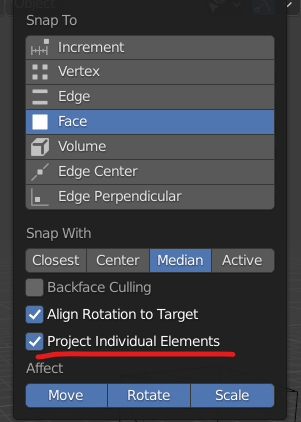 Object
Snap To
Increment
Vertex
Edge
Face
Volume
Edge Center
Edge Perpendicular
Snap With
Closest Center Median Active
Backface Culling
Align Rotation to Target
Project Individual Elements
Affect
Move Rotate Scale